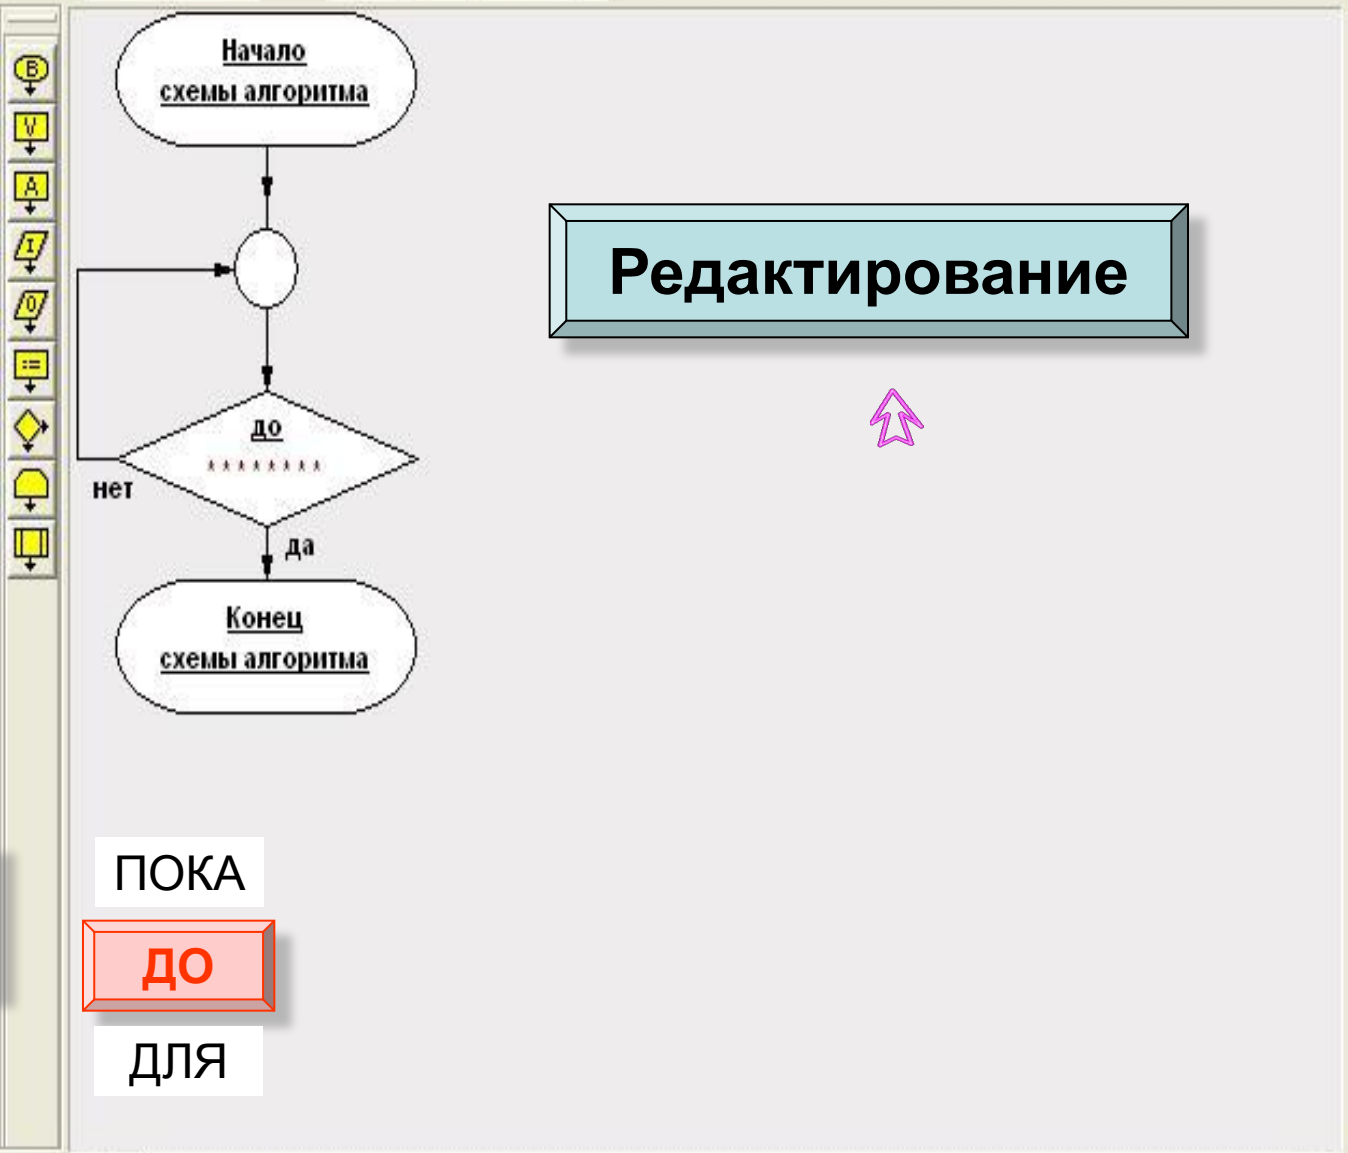 Начало
схемы алгоритма
Редактирование
до
********
нет
да
Конец
схемы алгоритма
ПОКА
ДО
ДЛЯ
B
V
A
I
O
:=